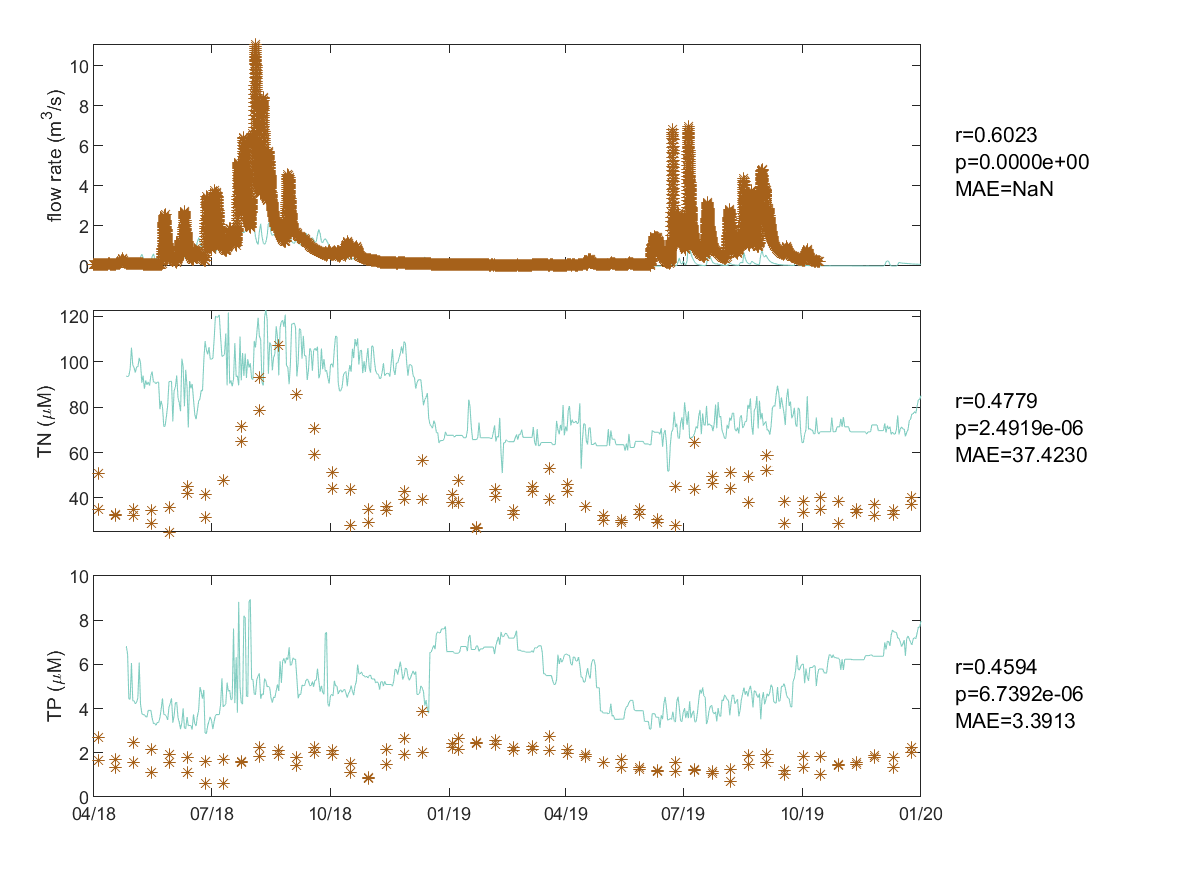 flow rate (m3/s)
10
8
6
4
2
0
r=0.6023
p=0.0000e+00
MAE=NaN
TN (μM)
120
100
80
60
40
r=0.4779
p=2.4919e-06
MAE=37.4230
TP (μM)
10
8
6
4
2
0
r=0.4594
p=6.7392e-06
MAE=3.3913
04/18 07/18 10/18 01/19 04/19 07/19 10/19 01/20